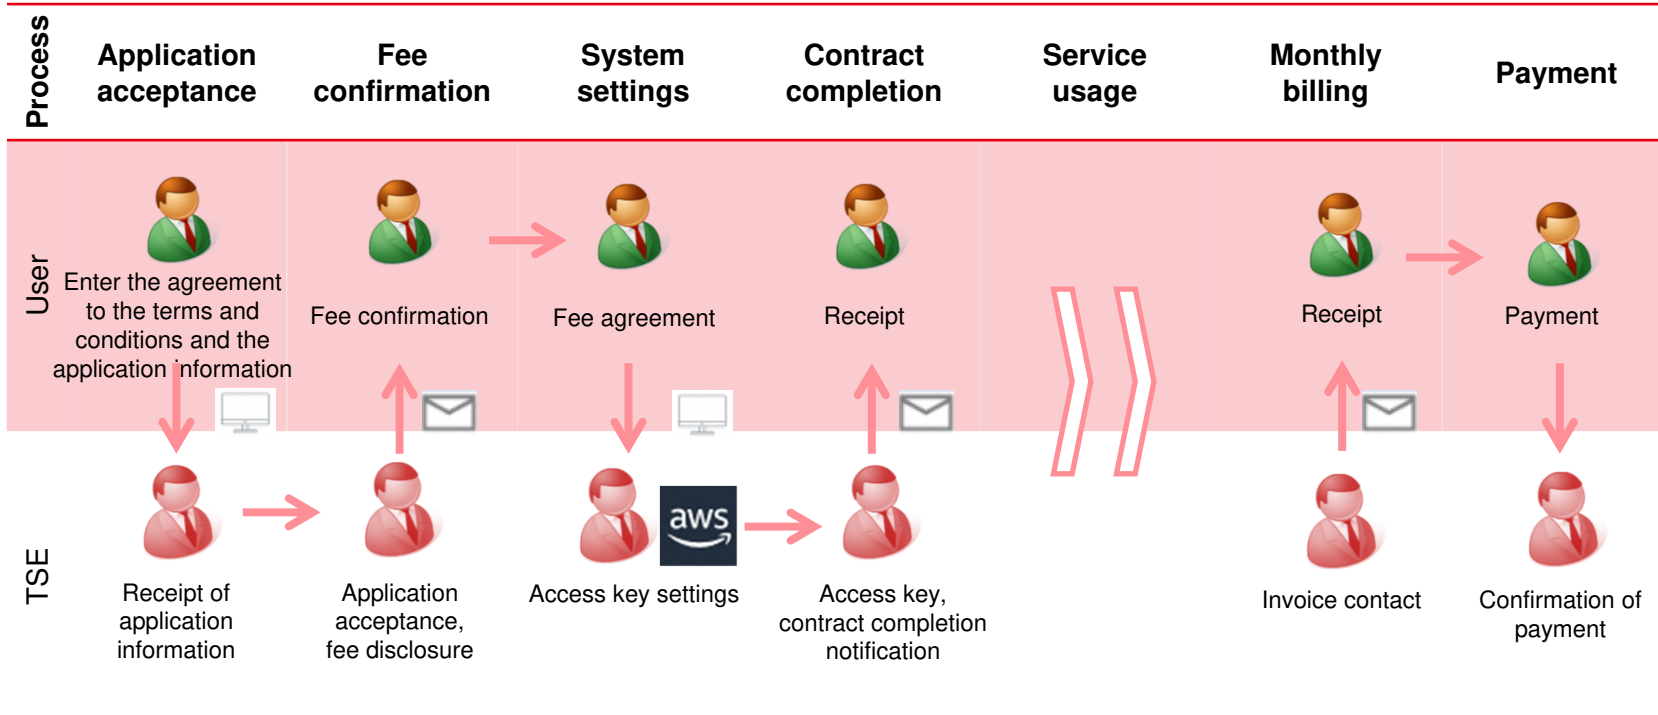 Process
Application
acceptance
Fee
confirmation
System
settings
Contract
completion
Service
usage
Monthly
billing
Payment
User
Enter the agreement
to the terms and
conditions and the
application information
Fee confirmation
Fee agreement
Receipt
Receipt
Payment
TSE
Receipt of
application
information
Application
acceptance,
fee disclosure
aws
Access key settings
Access key,
contract completion
notification
Invoice contact
Confirmation of
payment